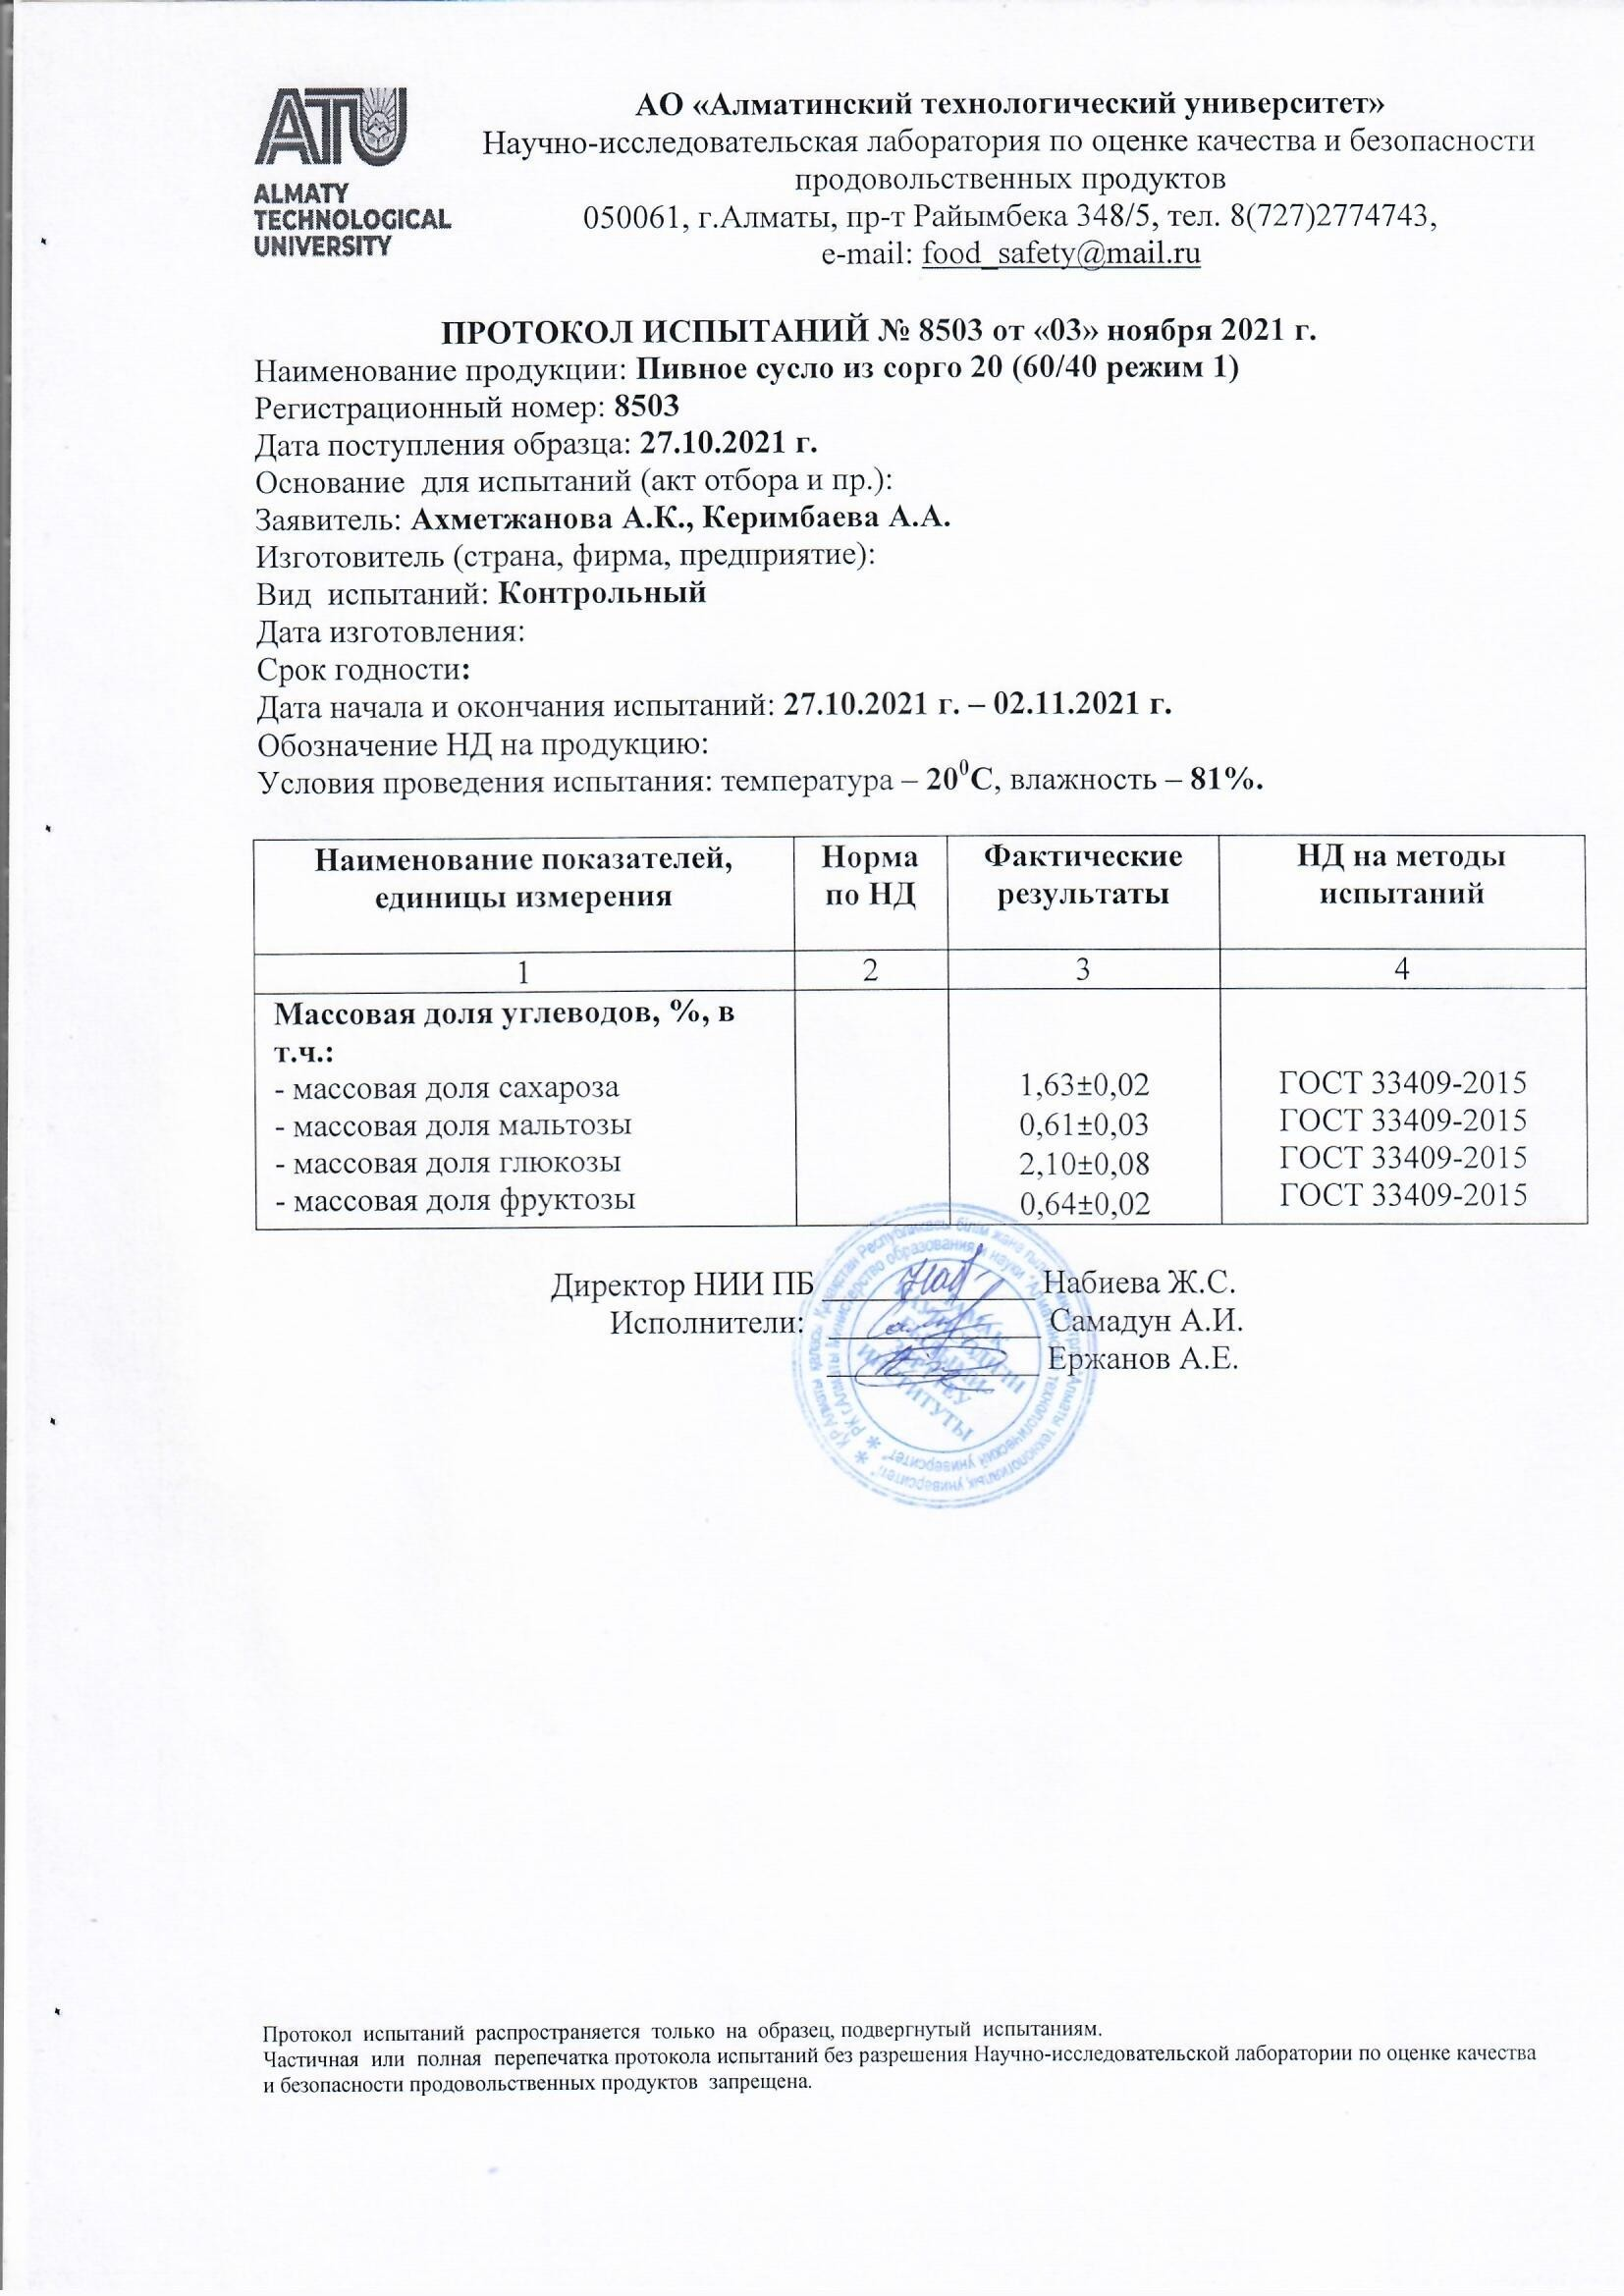 ATU
ALMATY
TECHNOLOGICAL
UNIVERSITY
АО «Алматинский технологический университет»
Научно-исследовательская лаборатория по оценке качества и безопасности
продовольственных продуктов
050061, г.Алматы, пр-т Райымбека 348/5, тел. 8(727)2774743,
e-mail: food_safety@mail.ru
ПРОТОКОЛ ИСПЫТАНИЙ № 8503 от «03» ноября 2021 г.
Наименование продукции: Пивное сусло из сорго 20 (60/40 режим 1)
Регистрационный номер: 8503
Дата поступления образца: 27.10.2021 г.
Основание для испытаний (акт отбора и пр.):
Заявитель: Ахметжанова А.К., Керимбаева А.А.
Изготовитель (страна, фирма, предприятие):
Вид испытаний: Контрольный
Дата изготовления:
Срок годности:
Дата начала и окончания испытаний: 27.10.2021 г. – 02.11.2021 г.
Обозначение НД на продукцию:
Условия проведения испытания: температура – 20⁰С, влажность – 81%.
Наименование показателей, единицы измерения | Норма по НД | Фактические результаты | НД на методы испытаний
1 | 2 | 3 | 4
Массовая доля углеводов, %, в
т.ч.:
- массовая доля сахароза 1,63±0,02 ГОСТ 33409-2015
- массовая доля мальтозы 0,61±0,03 ГОСТ 33409-2015
- массовая доля глюкозы 2,10±0,08 ГОСТ 33409-2015
- массовая доля фруктозы 0,64±0,02 ГОСТ 33409-2015
Директор НИИ ПБ Набиева Ж.С.
Исполнители: Самадун А.И.
Ержанов А.Е.
Протокол испытаний распространяется только на образец, подвергнутый испытаниям.
Частичная или полная перепечатка протокола испытаний без разрешения Научно-исследовательской лаборатории по оценке качества
и безопасности продовольственных продуктов запрещена.